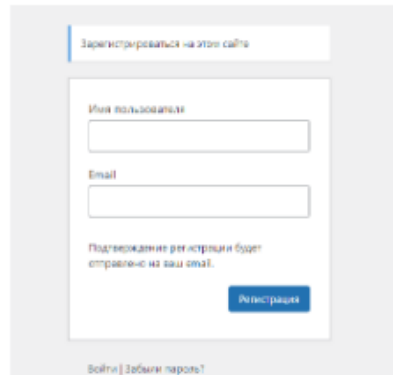 Зарегистрироваться на этом сайте
Имя пользователя
Email
Подтверждение регистрации будет
отправлено на ваш email.
Регистрация
Войти | Забыли пароль?